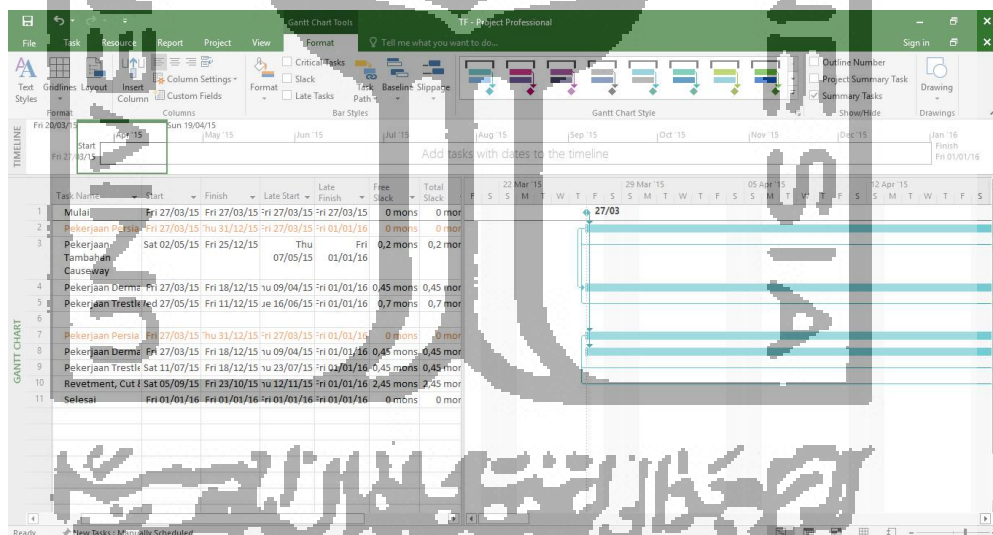 Gantt Chart Tools
TF - Project Professional
File Task Resource Report Project View Format Tell me what you want to do... Sign in
Text Styles
Gridlines
Layout
Insert Column
Column Settings
Custom Fields
Format
Critical Tasks
Slack
Late Tasks
Task Path
Baseline
Slippage
Outline Number
Project Summary Task
Summary Tasks
Drawing
Format Columns Bar Styles Gantt Chart Style Show/Hide Drawings
TIMELINE
Fri 20/03/15 Sun 19/04/15
Apr '15 May '15 Jun '15 Jul '15 Aug '15 Sep '15 Oct '15 Nov '15 Dec '15 Jan '16
Start
Fri 27/03/15
Add tasks with dates to the timeline
Finish
Fri 01/01/16
22 Mar '15 29 Mar '15 05 Apr '15 12 Apr '15
Task Name Start Finish Late Start Late Finish Free Slack Total Slack
F S S M T W T F S S M T W T F S S M T W T F S S M T W T F S
1 Mulai Fri 27/03/15 Fri 27/03/15 Fri 27/03/15 Fri 27/03/15 0 mons 0 mor
27/03
2 Pekerjaan Persia Fri 27/03/15 Thu 31/12/15 Fri 27/03/15 Fri 01/01/16 0 mons 0 mor
3 Pekerjaan Tambahan Causeway Sat 02/05/15 Fri 25/12/15 Thu 07/05/15 Fri 01/01/16 0,2 mons 0,2 mor
4 Pekerjaan Derma Fri 27/03/15 Fri 18/12/15 hu 09/04/15 Fri 01/01/16 0,45 mons 0,45 mor
5 Pekerjaan Trestle Wed 27/05/15 Fri 11/12/15 ue 16/06/15 Fri 01/01/16 0,7 mons 0,7 mor
6
7 Pekerjaan Persia Fri 27/03/15 Thu 31/12/15 Fri 27/03/15 Fri 01/01/16 0 mons 0 mor
8 Pekerjaan Derma Fri 27/03/15 Fri 18/12/15 hu 09/04/15 Fri 01/01/16 0,45 mons 0,45 mor
9 Pekerjaan Trestle Sat 11/07/15 Fri 18/12/15 hu 23/07/15 Fri 01/01/16 0,45 mons 0,45 mor
10 Revetment, Cut & Sat 05/09/15 Fri 23/10/15 hu 12/11/15 Fri 01/01/16 2,45 mons 2,45 mor
11 Selesai Fri 01/01/16 Fri 01/01/16 Fri 01/01/16 Fri 01/01/16 0 mons 0 mor
GANTT CHART
Ready New Tasks : Manually Scheduled